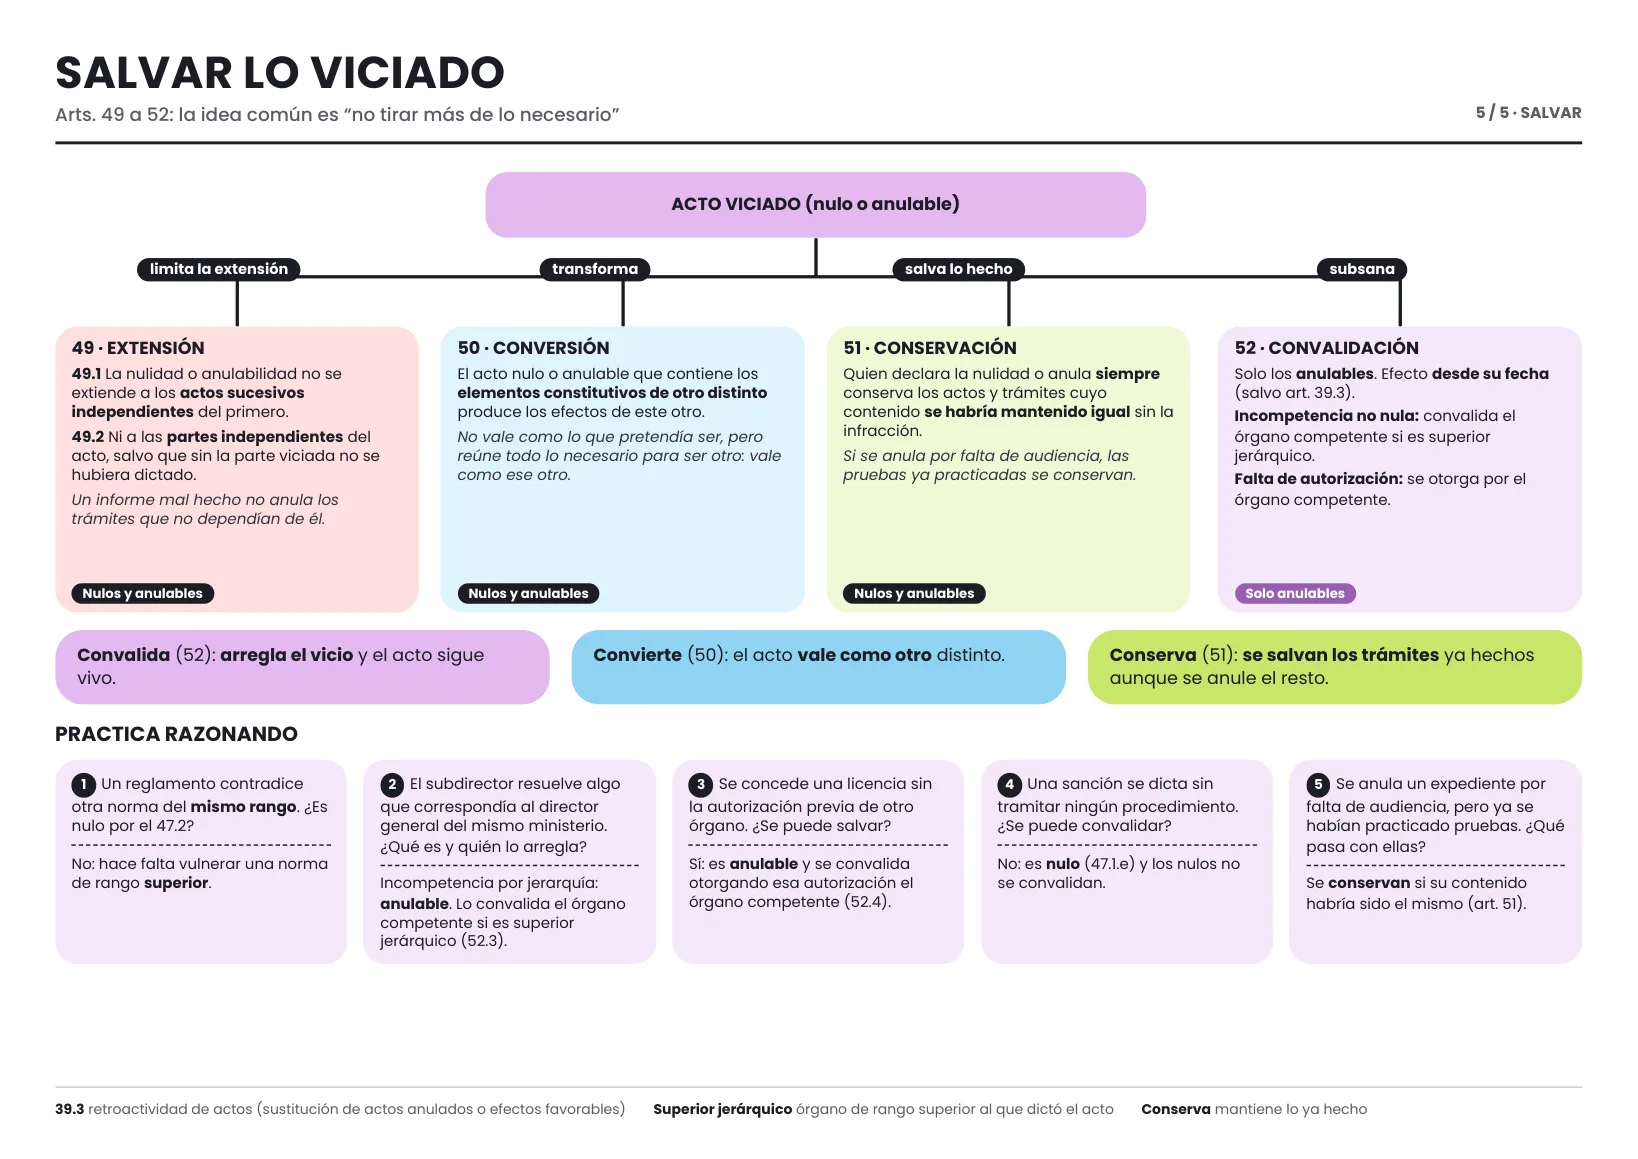 SALVAR LO VICIADO
Arts. 49 a 52: la idea común es “no tirar más de lo necesario”
5 / 5 · SALVAR
ACTO VICIADO (nulo o anulable)
limita la extensión
transforma
salva lo hecho
subsana
49 · EXTENSIÓN
49.1 La nulidad o anulabilidad no se
extiende a los actos sucesivos
independientes del primero.
49.2 Ni a las partes independientes del
acto, salvo que sin la parte viciada no se
hubiera dictado.
Un informe mal hecho no anula los
trámites que no dependían de él.
Nulos y anulables
50 · CONVERSIÓN
El acto nulo o anulable que contiene los
elementos constitutivos de otro distinto
produce los efectos de este otro.
No vale como lo que pretendía ser, pero
reúne todo lo necesario para ser otro: vale
como ese otro.
Nulos y anulables
51 · CONSERVACIÓN
Quien declara la nulidad o anula siempre
conserva los actos y trámites cuyo
contenido se habría mantenido igual sin la
infracción.
Si se anula por falta de audiencia, las
pruebas ya practicadas se conservan.
Nulos y anulables
52 · CONVALIDACIÓN
Solo los anulables. Efecto desde su fecha
(salvo art. 39.3).
Incompetencia no nula: convalida el
órgano competente si es superior
jerárquico.
Falta de autorización: se otorga por el
órgano competente.
Solo anulables
Convalida (52): arregla el vicio y el acto sigue
vivo.
Convierte (50): el acto vale como otro distinto.
Conserva (51): se salvan los trámites ya hechos
aunque se anule el resto.
PRACTICA RAZONANDO
1 Un reglamento contradice
otra norma del mismo rango. ¿Es
nulo por el 47.2?
No: hace falta vulnerar una norma
de rango superior.
2 El subdirector resuelve algo
que correspondía al director
general del mismo ministerio.
¿Qué es y quién lo arregla?
Incompetencia por jerarquía:
anulable. Lo convalida el órgano
competente si es superior
jerárquico (52.3).
3 Se concede una licencia sin
la autorización previa de otro
órgano. ¿Se puede salvar?
Sí: es anulable y se convalida
otorgando esa autorización el
órgano competente (52.4).
4 Una sanción se dicta sin
tramitar ningún procedimiento.
¿Se puede convalidar?
No: es nulo (47.1.e) y los nulos no
se convalidan.
5 Se anula un expediente por
falta de audiencia, pero ya se
habían practicado pruebas. ¿Qué
pasa con ellas?
Se conservan si su contenido
habría sido el mismo (art. 51).
39.3 retroactividad de actos (sustitución de actos anulados o efectos favorables) Superior jerárquico órgano de rango superior al que dictó el acto Conserva mantiene lo ya hecho